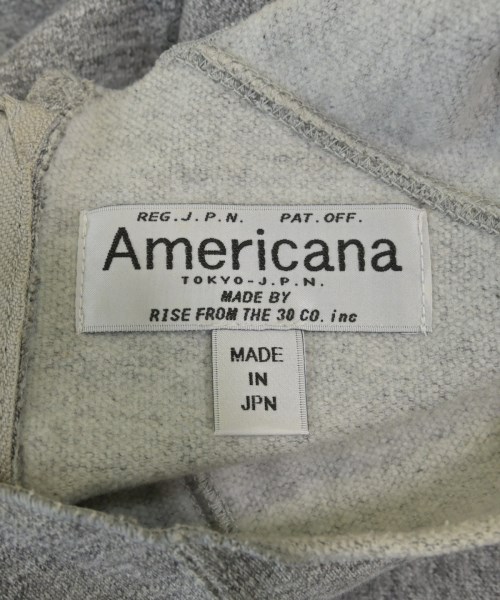 REG.J.P.N. PAT.OFF.
Americana
TOKYO-J.P.N.
MADE BY
RISE FROM THE 30 CO. inc
MADE
IN
JPN